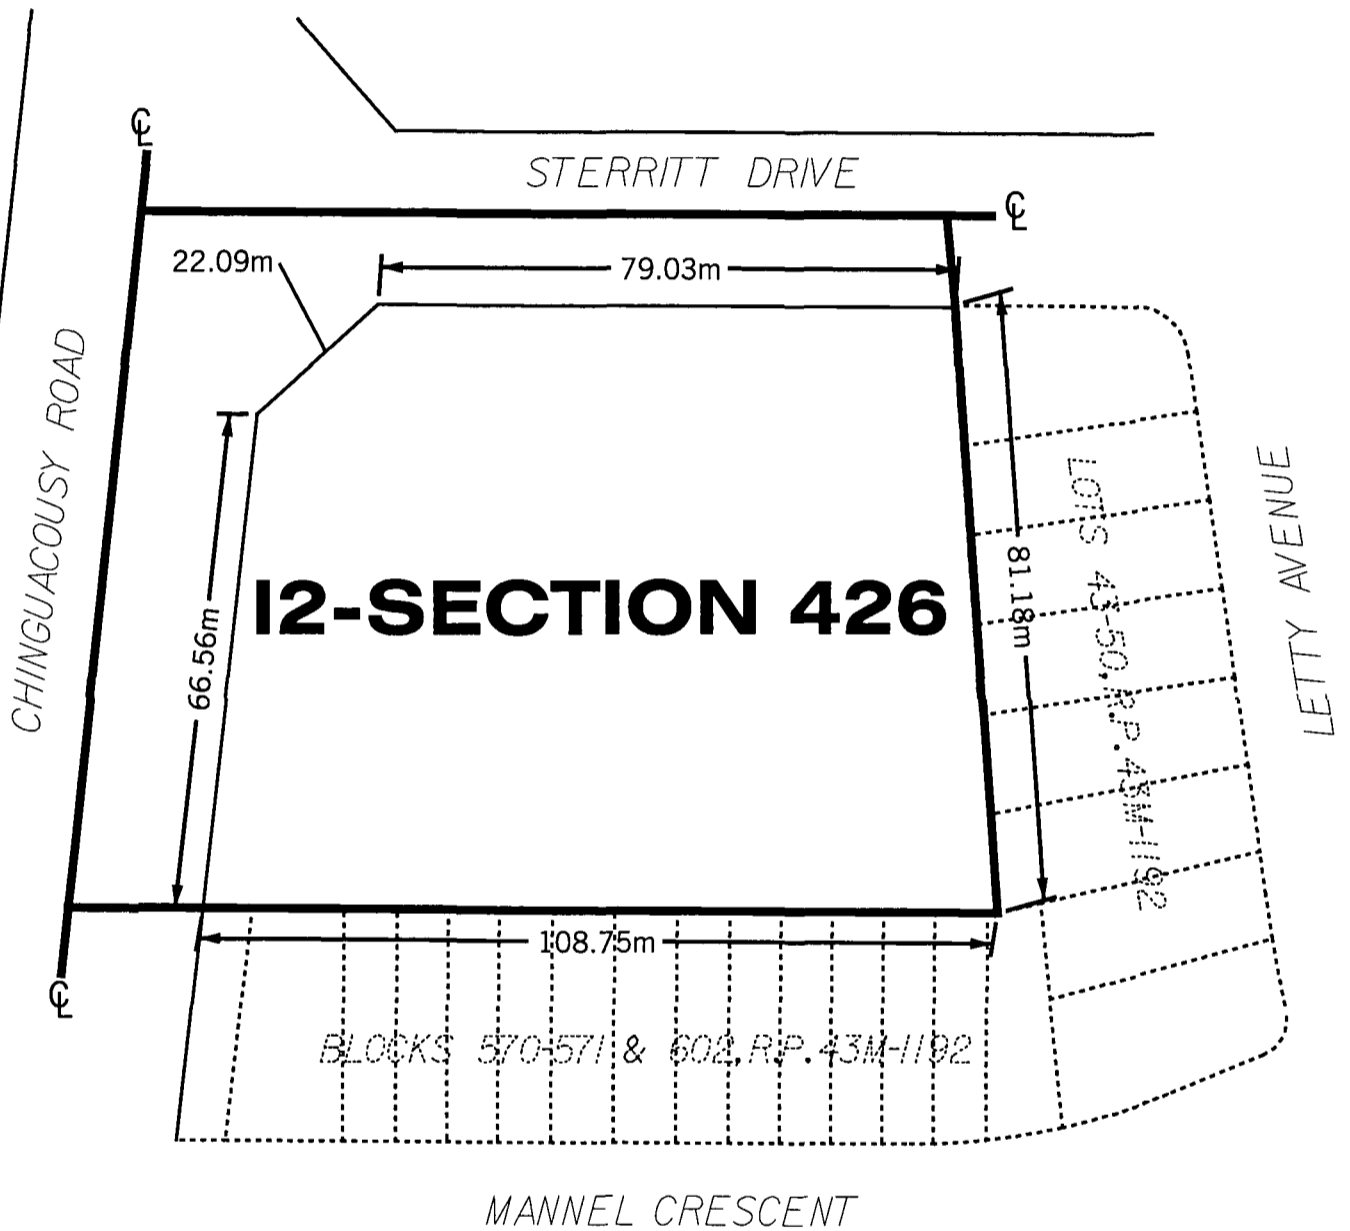 ℄
STERRITT DRIVE
℄
22.09m
79.03m
CHINGUACOUSY ROAD
66.56m
I2-SECTION 426
81.18m
LOTS 43-50, R.P. 43M-1192
LETTY AVENUE
108.75m
℄
BLOCKS 570-571 & 602, R.P. 43M-1192
MANNEL CRESCENT